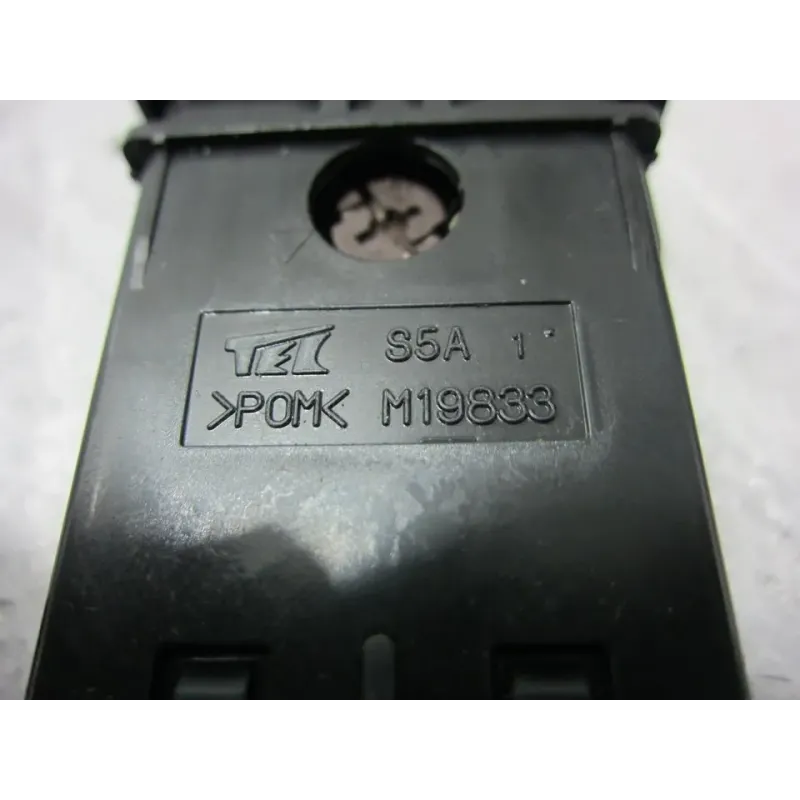 TEC S5A 1
>POM< M19833